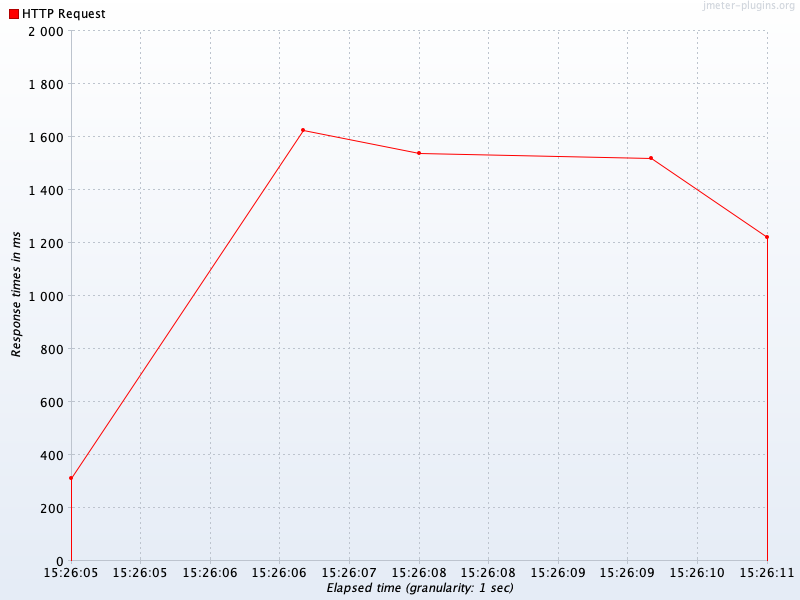 HTTP Request
jmeter-plugins.org
2 000
1 800
1 600
1 400
1 200
1 000
800
600
400
200
0
Response times in ms
15:26:05 15:26:05 15:26:06 15:26:06 15:26:07 15:26:08 15:26:08 15:26:09 15:26:09 15:26:10 15:26:11
Elapsed time (granularity: 1 sec)